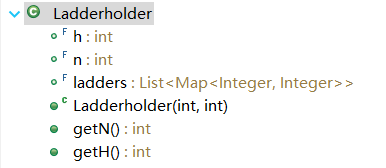 Ladderholder
h : int
n : int
ladders : List<Map<Integer, Integer>>
Ladderholder(int, int)
getN() : int
getH() : int